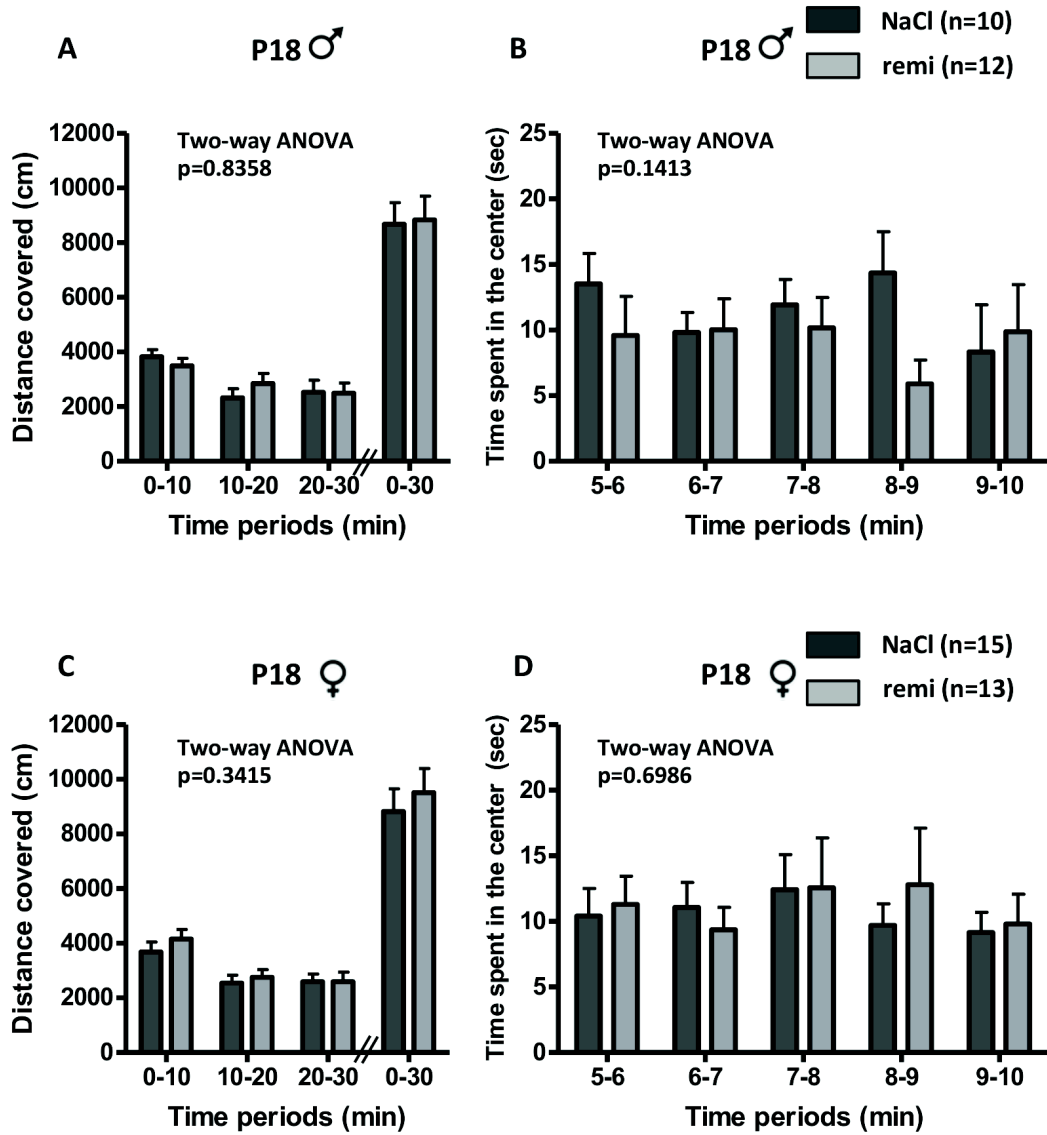 A
P18 ♂
B
P18 ♂
NaCl (n=10)
remi (n=12)
Distance covered (cm)
12000
10000
8000
6000
4000
2000
0
Two-way ANOVA
p=0.8358
0-10 10-20 20-30 0-30
Time periods (min)
Time spent in the center (sec)
25
20
15
10
5
0
Two-way ANOVA
p=0.1413
5-6 6-7 7-8 8-9 9-10
Time periods (min)
C
P18 ♀
D
P18 ♀
NaCl (n=15)
remi (n=13)
Distance covered (cm)
12000
10000
8000
6000
4000
2000
0
Two-way ANOVA
p=0.3415
0-10 10-20 20-30 0-30
Time periods (min)
Time spent in the center (sec)
25
20
15
10
5
0
Two-way ANOVA
p=0.6986
5-6 6-7 7-8 8-9 9-10
Time periods (min)